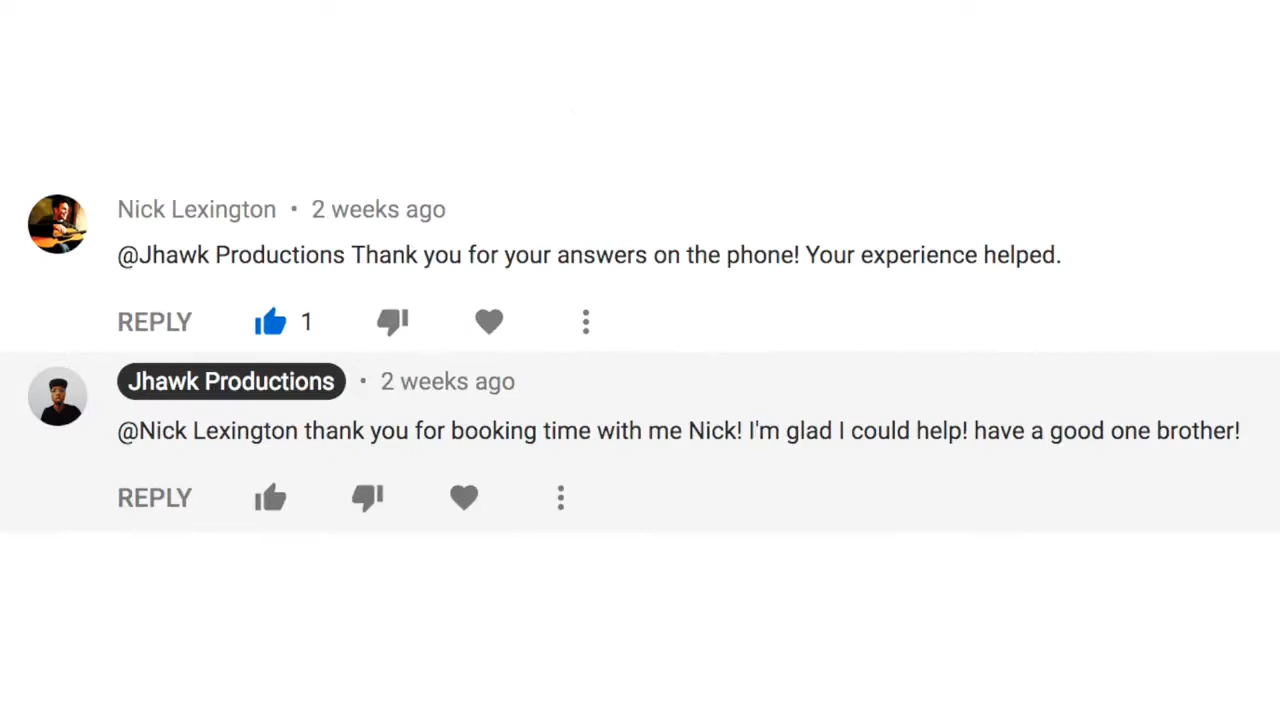 Nick Lexington • 2 weeks ago
@Jhawk Productions Thank you for your answers on the phone! Your experience helped.
REPLY 1
Jhawk Productions • 2 weeks ago
@Nick Lexington thank you for booking time with me Nick! I'm glad I could help! have a good one brother!
REPLY